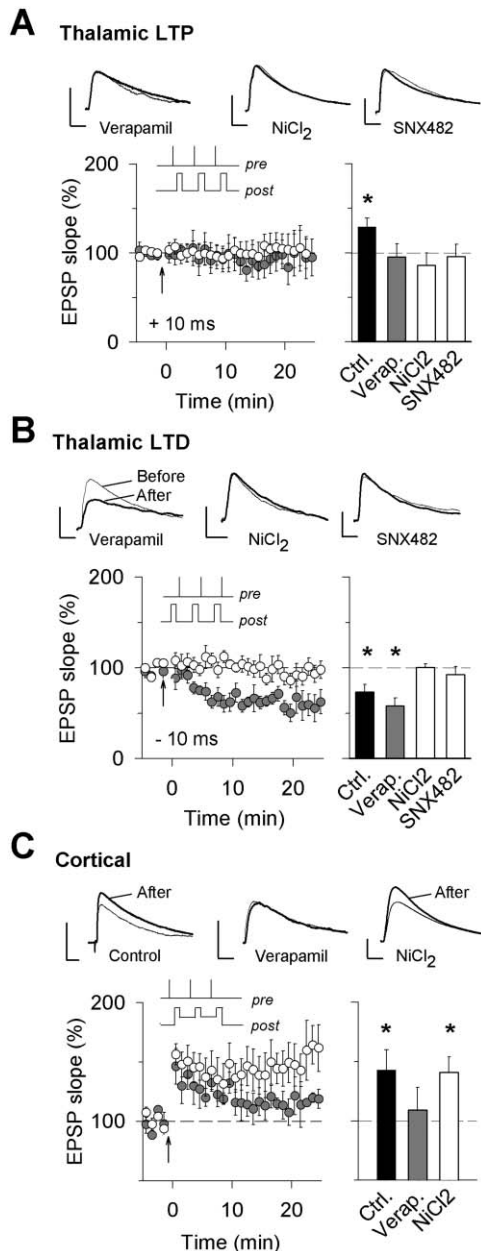 A Thalamic LTP
Verapamil NiCl2 SNX482
200
100
0
EPSP slope (%)
pre
post
+ 10 ms
0 10 20
Time (min)
*
Ctrl. Verap. NiCl2 SNX482
B Thalamic LTD
Before
After
Verapamil NiCl2 SNX482
200
100
0
EPSP slope (%)
pre
post
- 10 ms
0 10 20
Time (min)
* *
Ctrl. Verap. NiCl2 SNX482
C Cortical
After After
Control Verapamil NiCl2
200
100
EPSP slope (%)
pre
post
0 10 20
Time (min)
* *
Ctrl. Verap. NiCl2